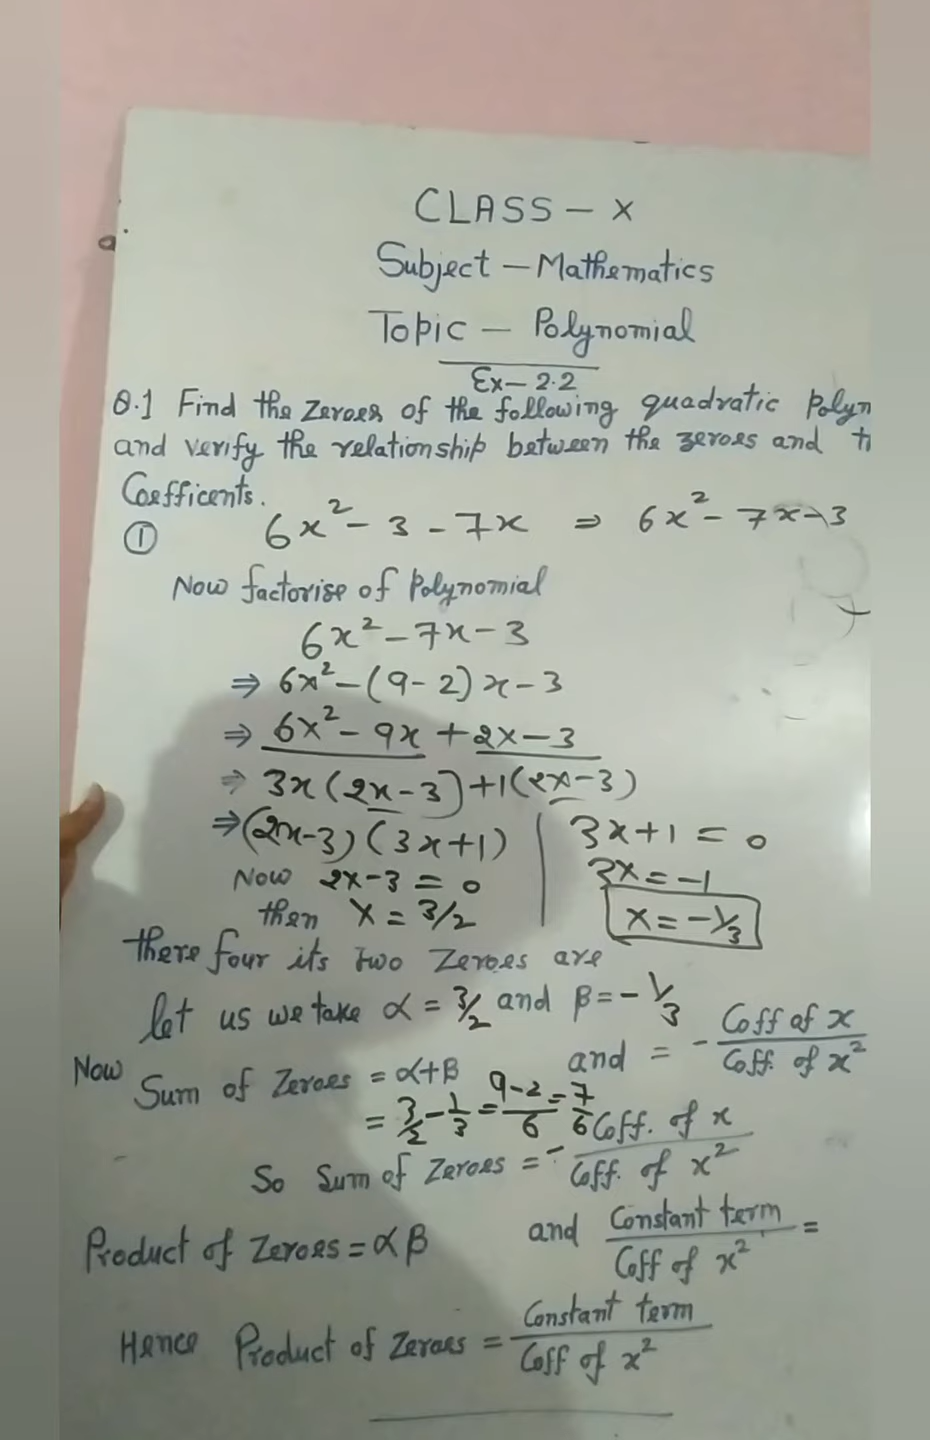 CLASS - X
Subject - Mathematics
Topic - Polynomial
Ex - 2.2
Q.1 Find the Zeroes of the following quadratic Polyn
and verify the relationship between the zeroes and th
Coefficents.
① 6x² - 3 - 7x ⇒ 6x² - 7x - 3
Now factorise of Polynomial
6x² - 7x - 3
⇒ 6x² - (9 - 2) x - 3
⇒ 6x² - 9x + 2x - 3
⇒ 3x (2x - 3) + 1 (2x - 3)
⇒ (2x - 3) (3x + 1) | 3x + 1 = 0
Now 2x - 3 = 0 3x = -1
then x = 3/2 x = -1/3
there four its two Zeroes are
let us we take α = 3/2 and β = - 1/3
Now Sum of Zeroes = α+β and = - Coff of x / Coff. of x²
= 3/2 - 1/3 = 9-2/6 = 7/6
So Sum of Zeroes = - Coff. of x / Coff. of x²
Product of Zeroes = αβ and Constant term / Coff of x² =
Hence Product of Zeroes = Constant term / Coff of x²